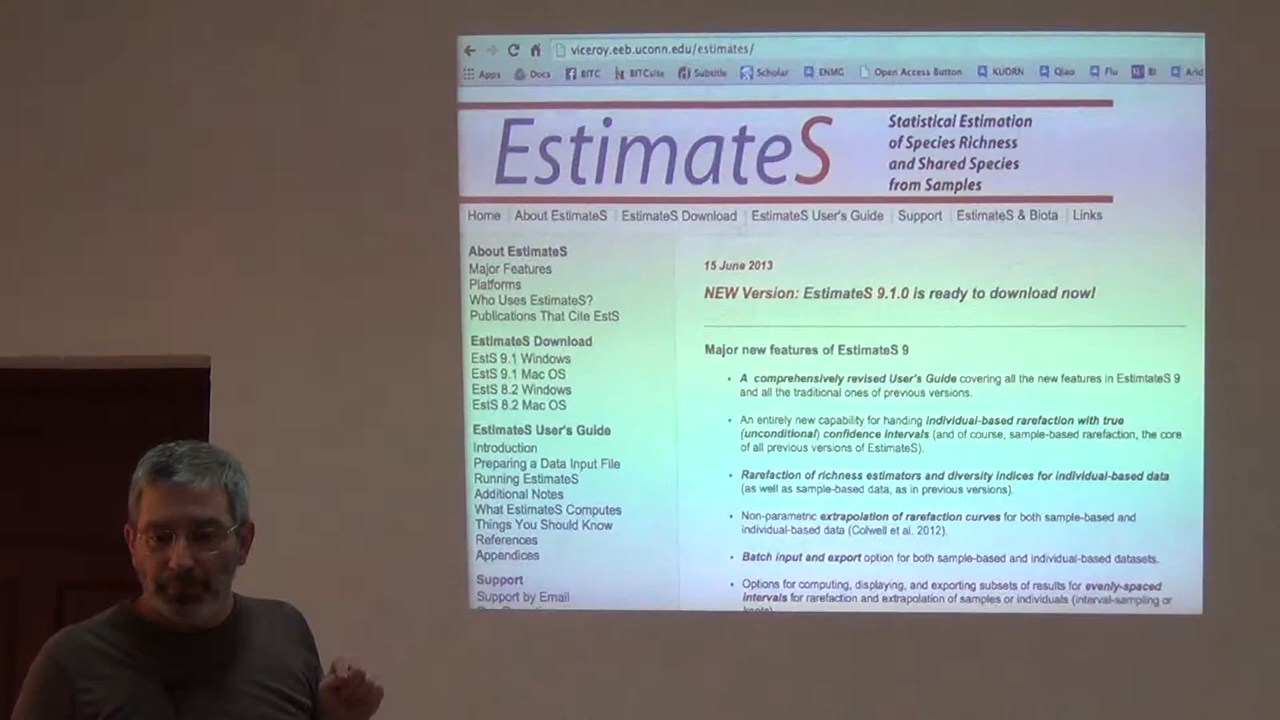 viceroy.eeb.uconn.edu/estimates/
Apps Docs BITC BITCsite Subtitle Scholar ENMC Open Access Button KUORN Qiao Flu BI Arid
EstimateS
Statistical Estimation
of Species Richness
and Shared Species
from Samples
Home About EstimateS EstimateS Download EstimateS User's Guide Support EstimateS & Biota Links
About EstimateS
Major Features
Platforms
Who Uses EstimateS?
Publications That Cite EstS
EstimateS Download
EstS 9.1 Windows
EstS 9.1 Mac OS
EstS 8.2 Windows
EstS 8.2 Mac OS
EstimateS User's Guide
Introduction
Preparing a Data Input File
Running EstimateS
Additional Notes
What EstimateS Computes
Things You Should Know
References
Appendices
Support
Support by Email
15 June 2013
NEW Version: EstimateS 9.1.0 is ready to download now!
Major new features of EstimateS 9
• A comprehensively revised User's Guide covering all the new features in EstimtateS 9
and all the traditional ones of previous versions.
• An entirely new capability for handing individual-based rarefaction with true
(unconditional) confidence intervals (and of course, sample-based rarefaction, the core
of all previous versions of EstimateS).
• Rarefaction of richness estimators and diversity indices for individual-based data
(as well as sample-based data, as in previous versions).
• Non-parametric extrapolation of rarefaction curves for both sample-based and
individual-based data (Colwell et al. 2012).
• Batch input and export option for both sample-based and individual-based datasets.
• Options for computing, displaying, and exporting subsets of results for evenly-spaced
intervals for rarefaction and extrapolation of samples or individuals (interval-sampling or